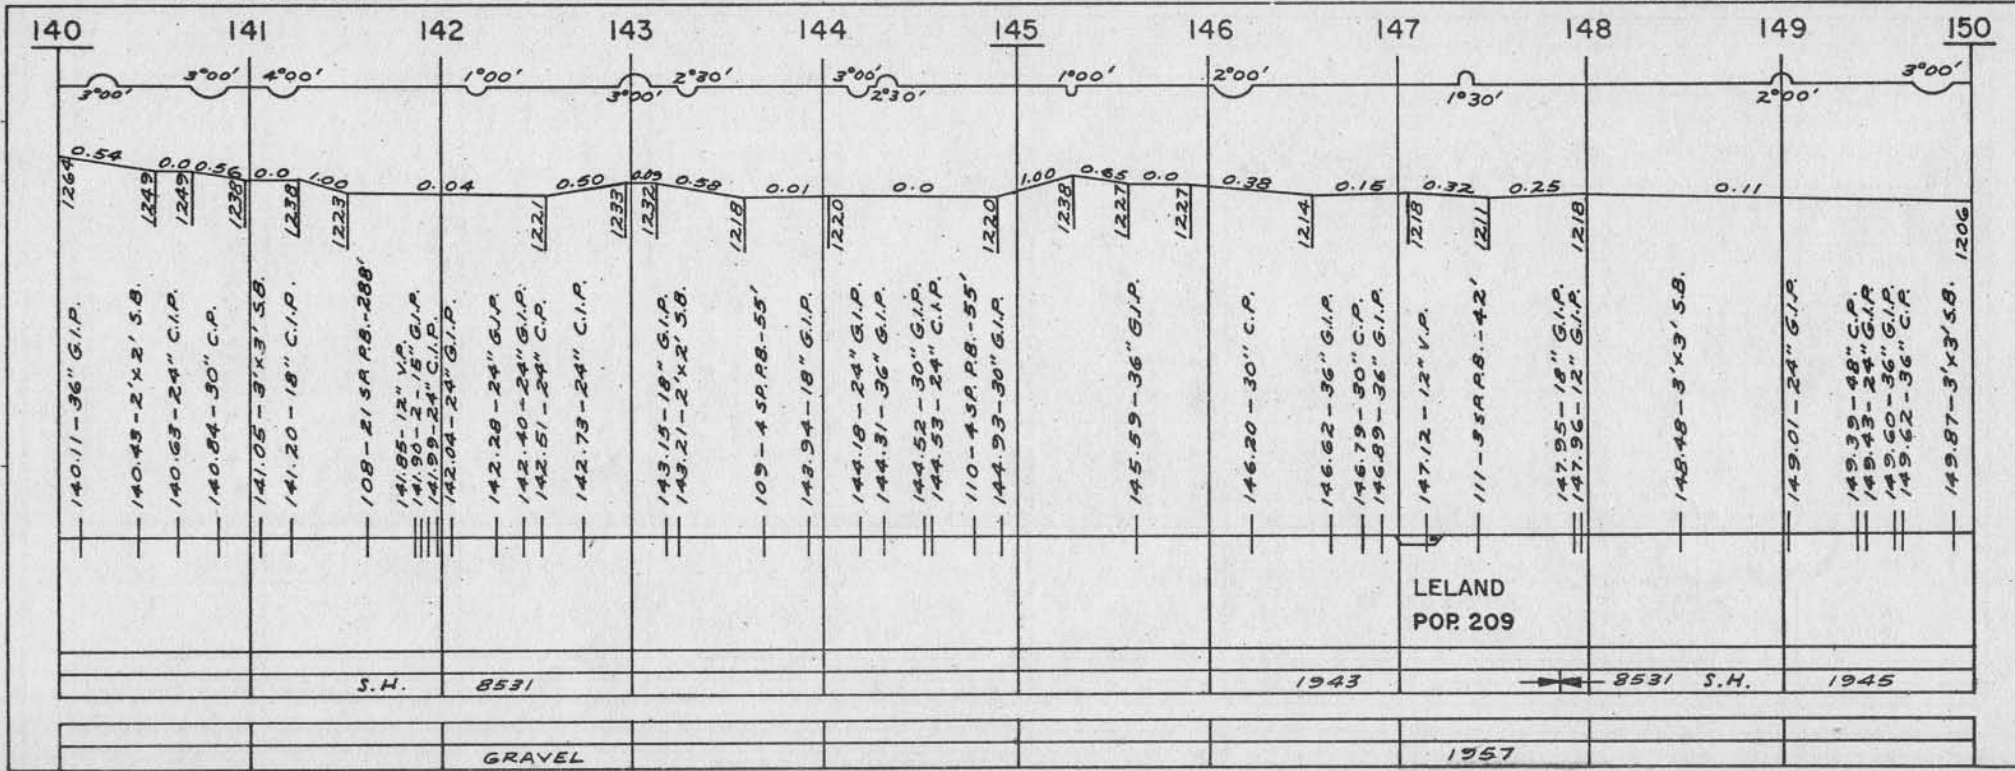 140 141 142 143 144 145 146 147 148 149 150
3°00' 4°00' 1°00' 2°30' 3°00' 1°00' 2°00' 3°00'
3°00' 3°00' 2°30' 1°30' 2°00'
0.54 0.0 0.56 0.0 1.00 0.04 0.50 0.09 0.58 0.01 0.0 1.00 0.65 0.0 0.38 0.15 0.32 0.25 0.11
1264 1249 1249 1238 1238 1223 1221 1233 1232 1218 1220 1220 1238 1227 1227 1214 1218 1211 1218 1206
140.11-36" G.I.P.
140.43-2'x2' S.B.
140.63-24" C.I.P.
140.84-30" C.P.
141.05-3'x3' S.B.
141.20-18" C.I.P.
108-21 SP. P.B.-288'
141.85-12" V.P.
141.90-2-15" G.I.P.
141.99-24" C.I.P.
142.04-24" G.I.P.
142.28-24" G.I.P.
142.40-24" G.I.P.
142.51-24" C.P.
142.73-24" C.I.P.
143.15-18" G.I.P.
143.21-2'x2' S.B.
109-4 SP. P.B.-55'
143.94-18" G.I.P.
144.18-24" G.I.P.
144.31-36" G.I.P.
144.52-30" G.I.P.
144.53-24" C.I.P.
110-4 SP. P.B.-55'
144.93-30" G.I.P.
145.59-36" G.I.P.
146.20-30" C.P.
146.62-36" G.I.P.
146.79-30" C.P.
146.89-36" G.I.P.
147.12-12" V.P.
111-3 SP. P.B.-42'
147.95-18" G.I.P.
147.96-12" G.I.P.
148.48-3'x3' S.B.
149.01-24" G.I.P.
149.39-48" C.P.
149.43-24" G.I.P.
149.60-36" G.I.P.
149.62-36" C.P.
149.87-3'x3' S.B.
LELAND
POP. 209
S.H. 8531 1943 8531 S.H. 1945
GRAVEL 1957